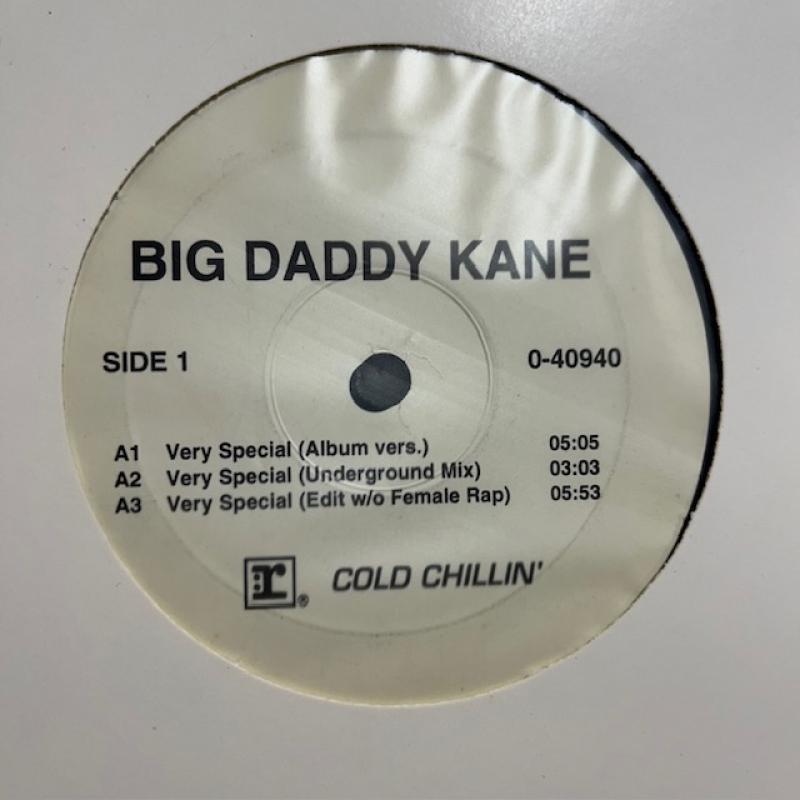 BIG DADDY KANE
SIDE 1 0-40940
A1 Very Special (Album vers.) 05:05
A2 Very Special (Underground Mix) 03:03
A3 Very Special (Edit w/o Female Rap) 05:53
:r ® COLD CHILLIN'